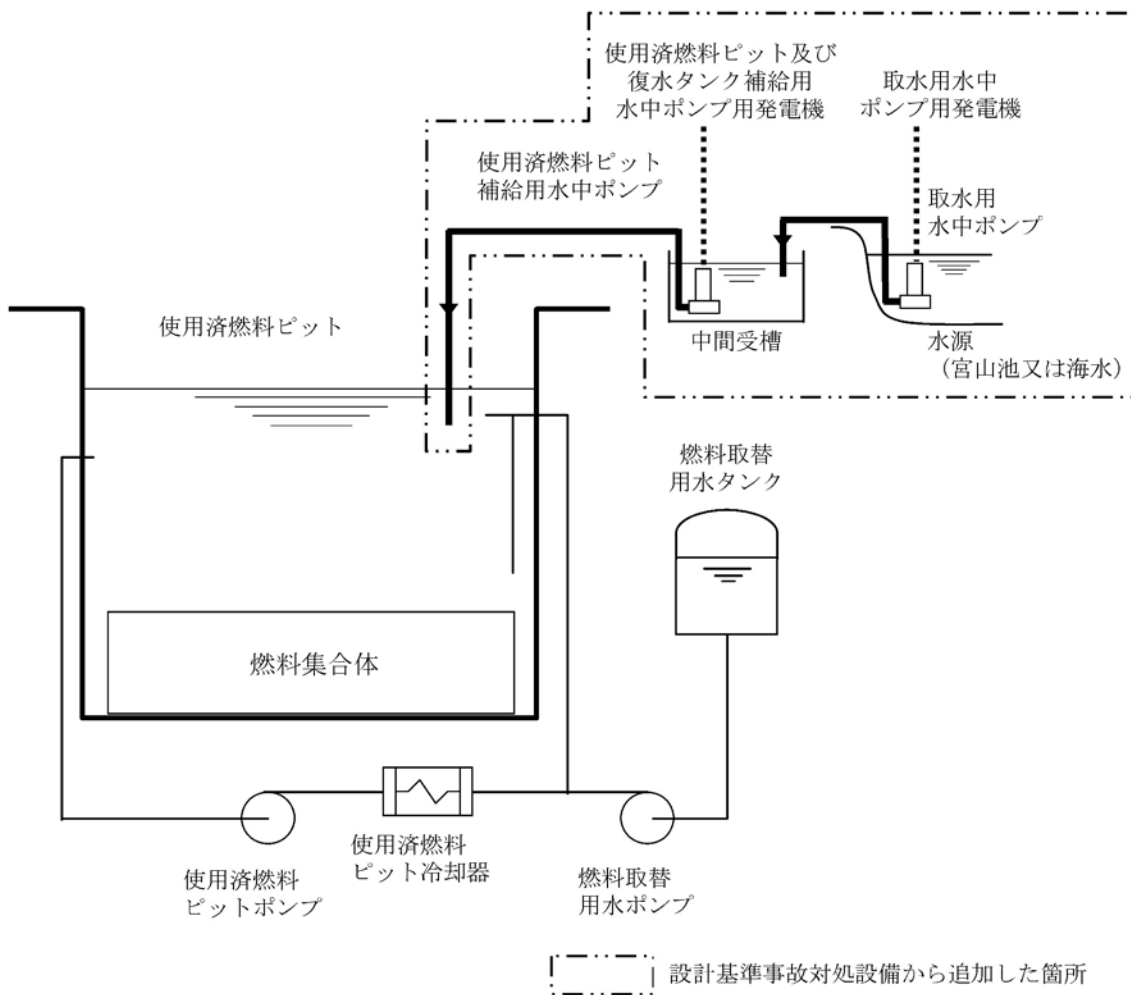 使用済燃料ピット及び
復水タンク補給用
水中ポンプ用発電機
取水用水中
ポンプ用発電機
使用済燃料ピット
補給用水中ポンプ
取水用
水中ポンプ
使用済燃料ピット
中間受槽
水源
（宮山池又は海水）
燃料取替
用水タンク
燃料集合体
使用済燃料
ピット冷却器
使用済燃料
ピットポンプ
燃料取替
用水ポンプ
設計基準事故対処設備から追加した箇所